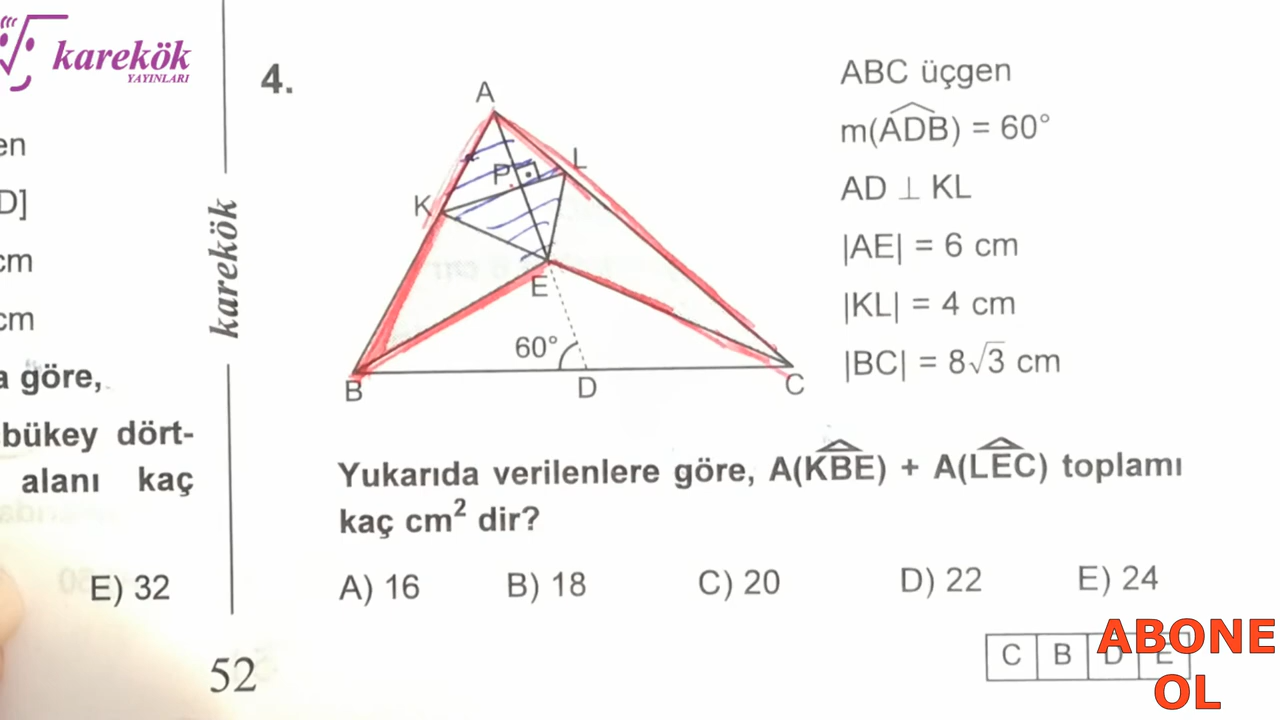 karekök
YAYINLARI
en
D]
cm
cm
a göre,
bükey dört-
alanı kaç
E) 32
karekök
52
4.
A
L
P
K
E
60°
B
D
C
ABC üçgen
m(ADB) = 60°
AD ⊥ KL
|AE| = 6 cm
|KL| = 4 cm
|BC| = 8√3 cm
Yukarıda verilenlere göre, A(KBE) + A(LEC) toplamı
kaç cm² dir?
A) 16 B) 18 C) 20 D) 22 E) 24
C B D E
ABONE
OL